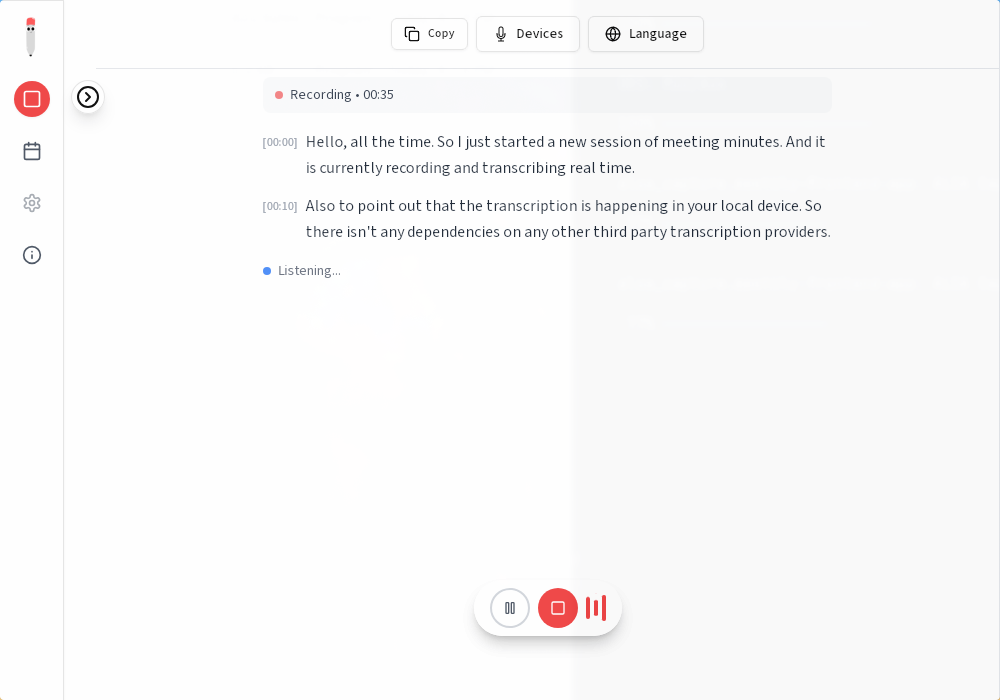 Copy
Devices
Language
Recording • 00:35
[00:00] Hello, all the time. So I just started a new session of meeting minutes. And it
is currently recording and transcribing real time.
[00:10] Also to point out that the transcription is happening in your local device. So
there isn't any dependencies on any other third party transcription providers.
Listening...